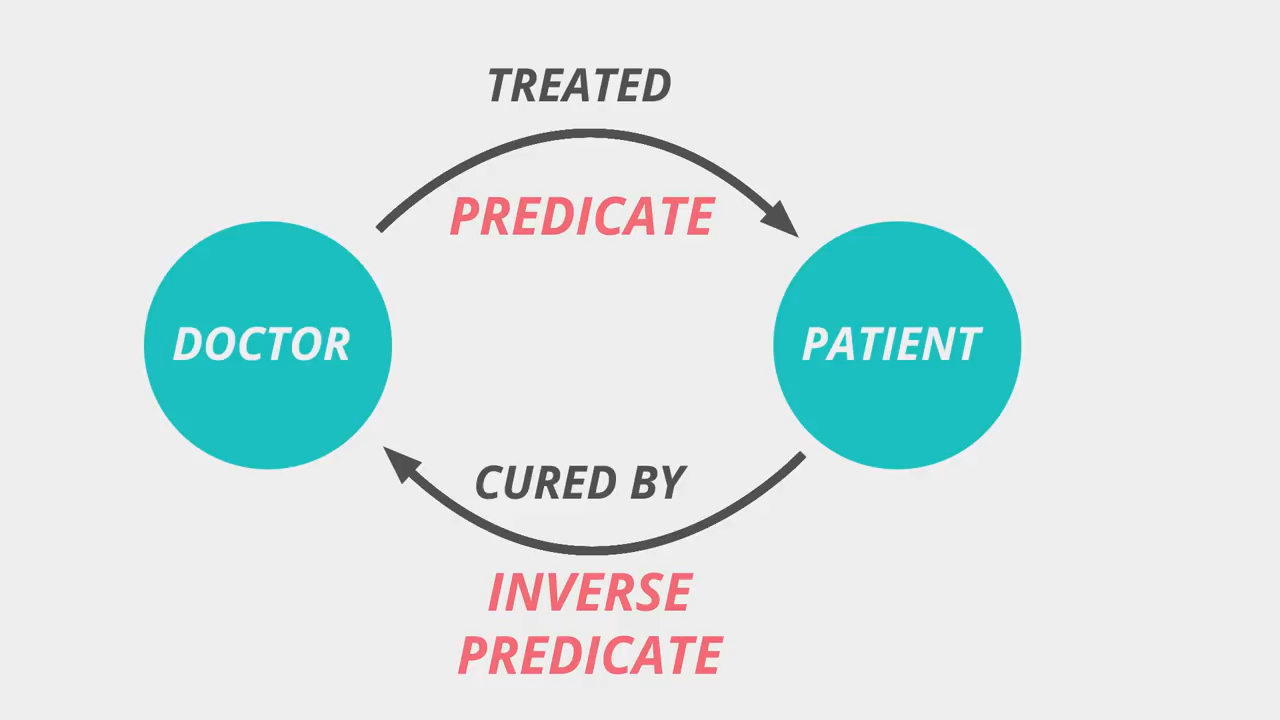 TREATED
PREDICATE
DOCTOR
PATIENT
CURED BY
INVERSE
PREDICATE